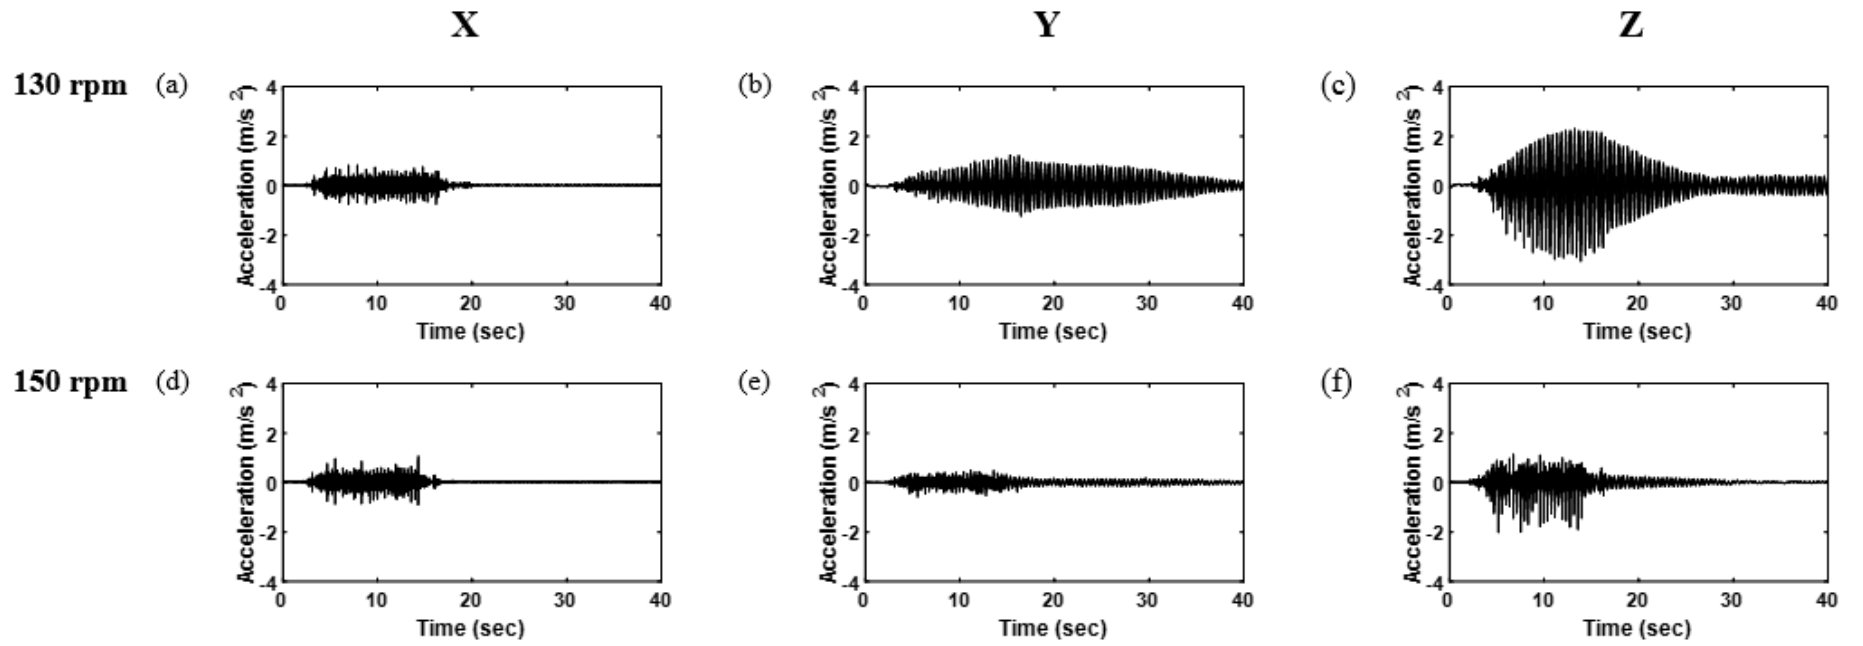 X Y Z
130 rpm (a) (b) (c)
Acceleration (m/s 2) Acceleration (m/s 2) Acceleration (m/s 2)
4 4 4
2 2 2
0 0 0
-2 -2 -2
-4 -4 -4
0 10 20 30 40 0 10 20 30 40 0 10 20 30 40
Time (sec) Time (sec) Time (sec)
150 rpm (d) (e) (f)
Acceleration (m/s 2) Acceleration (m/s 2) Acceleration (m/s 2)
4 4 4
2 2 2
0 0 0
-2 -2 -2
-4 -4 -4
0 10 20 30 40 0 10 20 30 40 0 10 20 30 40
Time (sec) Time (sec) Time (sec)